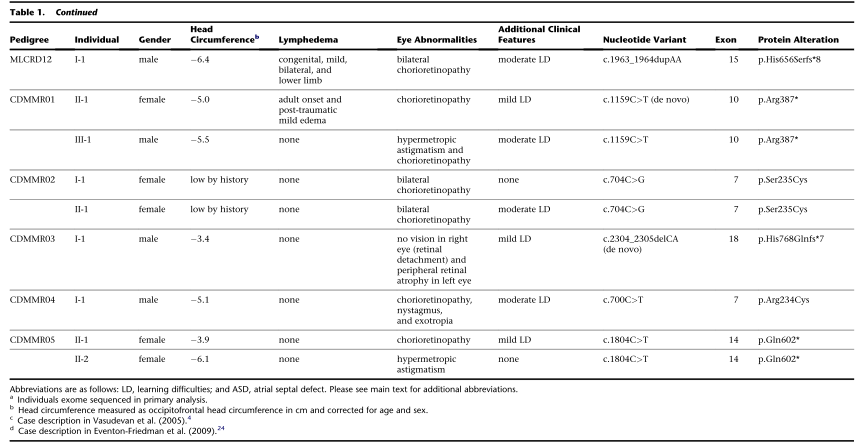 Table 1. Continued
Pedigree Individual Gender Head Circumference^b Lymphedema Eye Abnormalities Additional Clinical Features Nucleotide Variant Exon Protein Alteration
MLCRD12 I-1 male −6.4 congenital, mild, bilateral, and lower limb bilateral chorioretinopathy moderate LD c.1963_1964dupAA 15 p.His656Serfs*8
CDMMR01 II-1 female −5.0 adult onset and post-traumatic mild edema chorioretinopathy mild LD c.1159C>T (de novo) 10 p.Arg387*
III-1 male −5.5 none hypermetropic astigmatism and chorioretinopathy moderate LD c.1159C>T 10 p.Arg387*
CDMMR02 I-1 female low by history none bilateral chorioretinopathy none c.704C>G 7 p.Ser235Cys
II-1 female low by history none bilateral chorioretinopathy moderate LD c.704C>G 7 p.Ser235Cys
CDMMR03 I-1 male −3.4 none no vision in right eye (retinal detachment) and peripheral retinal atrophy in left eye mild LD c.2304_2305delCA (de novo) 18 p.His768Glnfs*7
CDMMR04 I-1 male −5.1 none chorioretinopathy, nystagmus, and exotropia moderate LD c.700C>T 7 p.Arg234Cys
CDMMR05 II-1 female −3.9 none chorioretinopathy mild LD c.1804C>T 14 p.Gln602*
II-2 female −6.1 none hypermetropic astigmatism none c.1804C>T 14 p.Gln602*
Abbreviations are as follows: LD, learning difficulties; and ASD, atrial septal defect. Please see main text for additional abbreviations.
^a Individuals exome sequenced in primary analysis.
^b Head circumference measured as occipitofrontal head circumference in cm and corrected for age and sex.
^c Case description in Vasudevan et al. (2005).^4
^d Case description in Eventon-Friedman et al. (2009).^24